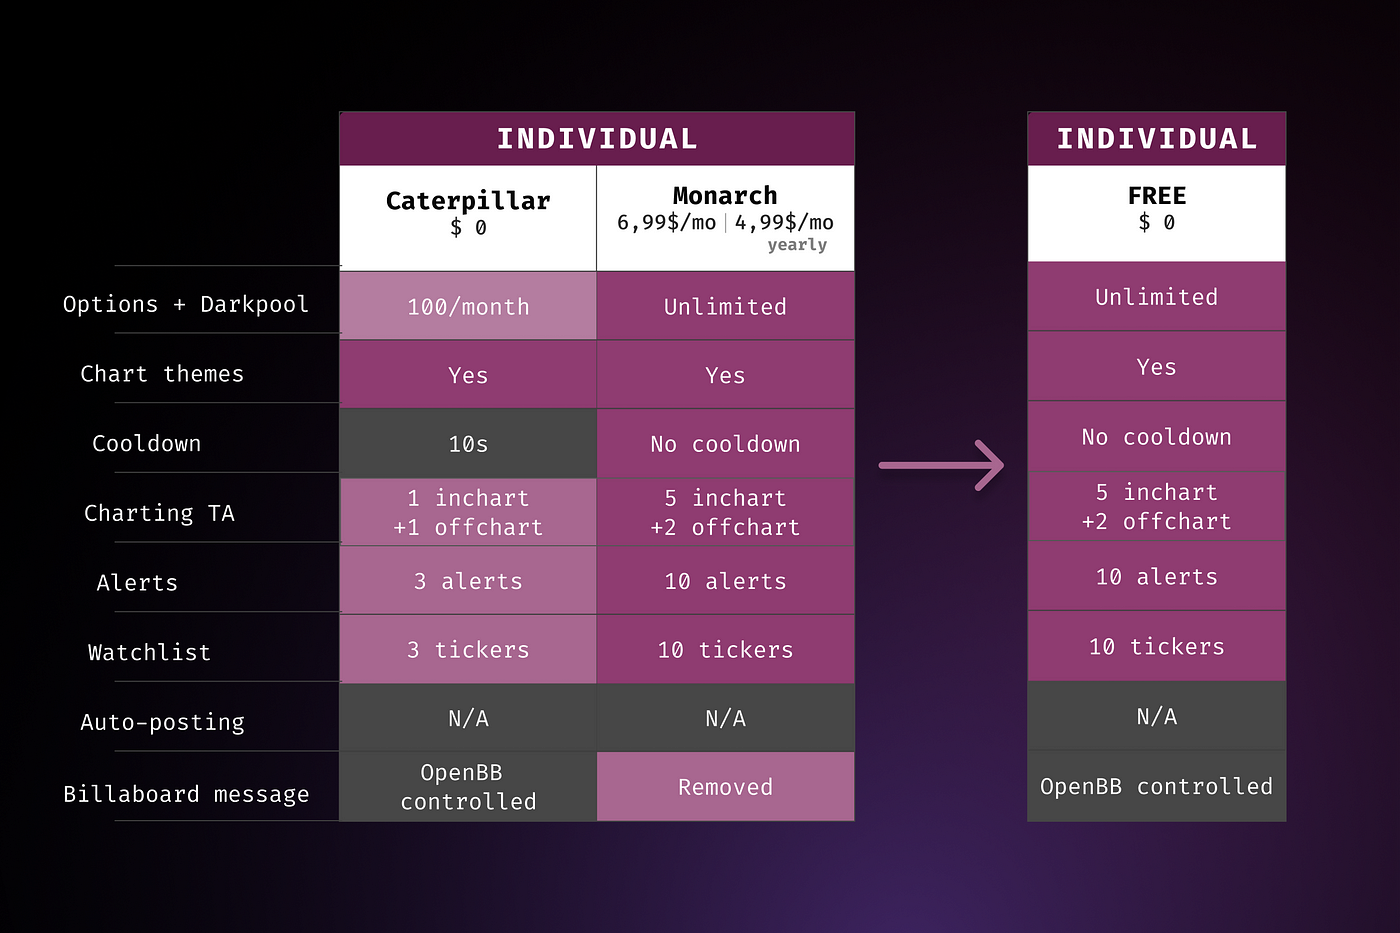 INDIVIDUAL
INDIVIDUAL
Caterpillar
$ 0
Monarch
6,99$/mo | 4,99$/mo
yearly
FREE
$ 0
Options + Darkpool
100/month
Unlimited
Unlimited
Chart themes
Yes
Yes
Yes
Cooldown
10s
No cooldown
No cooldown
Charting TA
1 inchart
+1 offchart
5 inchart
+2 offchart
5 inchart
+2 offchart
Alerts
3 alerts
10 alerts
10 alerts
Watchlist
3 tickers
10 tickers
10 tickers
Auto-posting
N/A
N/A
N/A
Billaboard message
OpenBB
controlled
Removed
OpenBB controlled